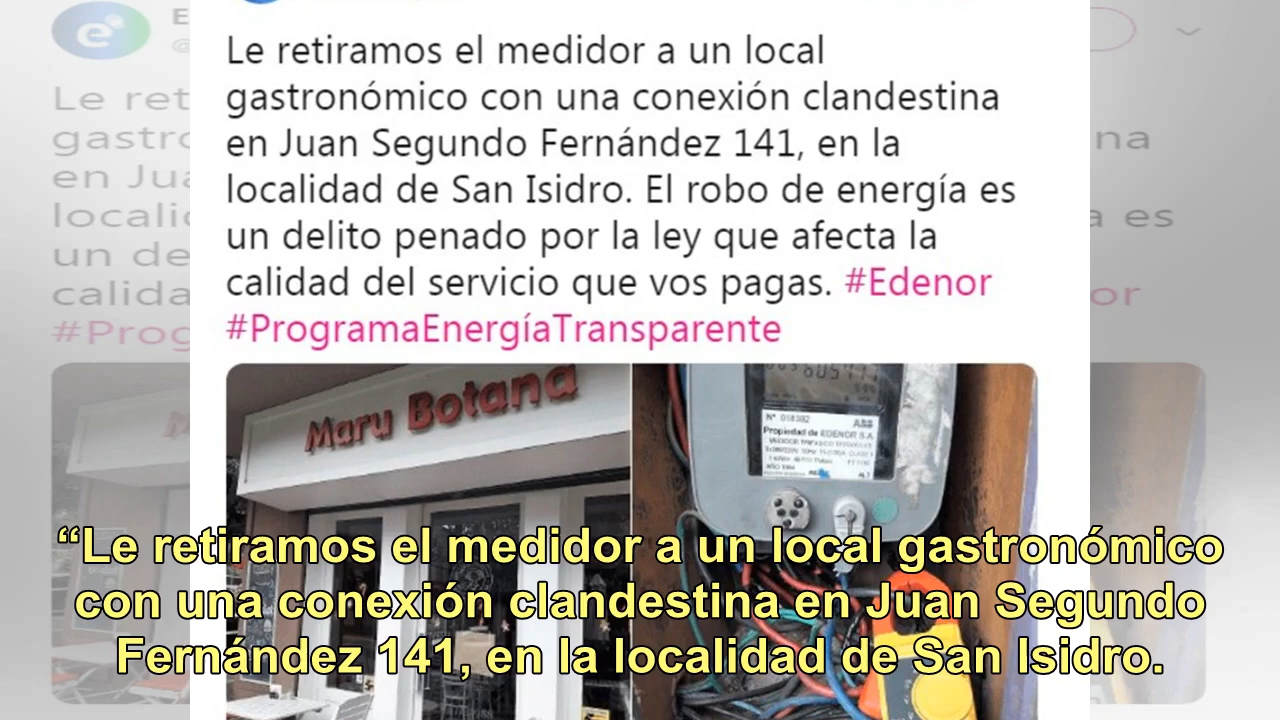 Le retiramos el medidor a un local
gastronómico con una conexión clandestina
en Juan Segundo Fernández 141, en la
localidad de San Isidro. El robo de energía es
un delito penado por la ley que afecta la
calidad del servicio que vos pagas. #Edenor
#ProgramaEnergíaTransparente
Maru Botana
Nº 018382 ABB
Propiedad de EDENOR S.A
“Le retiramos el medidor a un local gastronómico
con una conexión clandestina en Juan Segundo
Fernández 141, en la localidad de San Isidro.